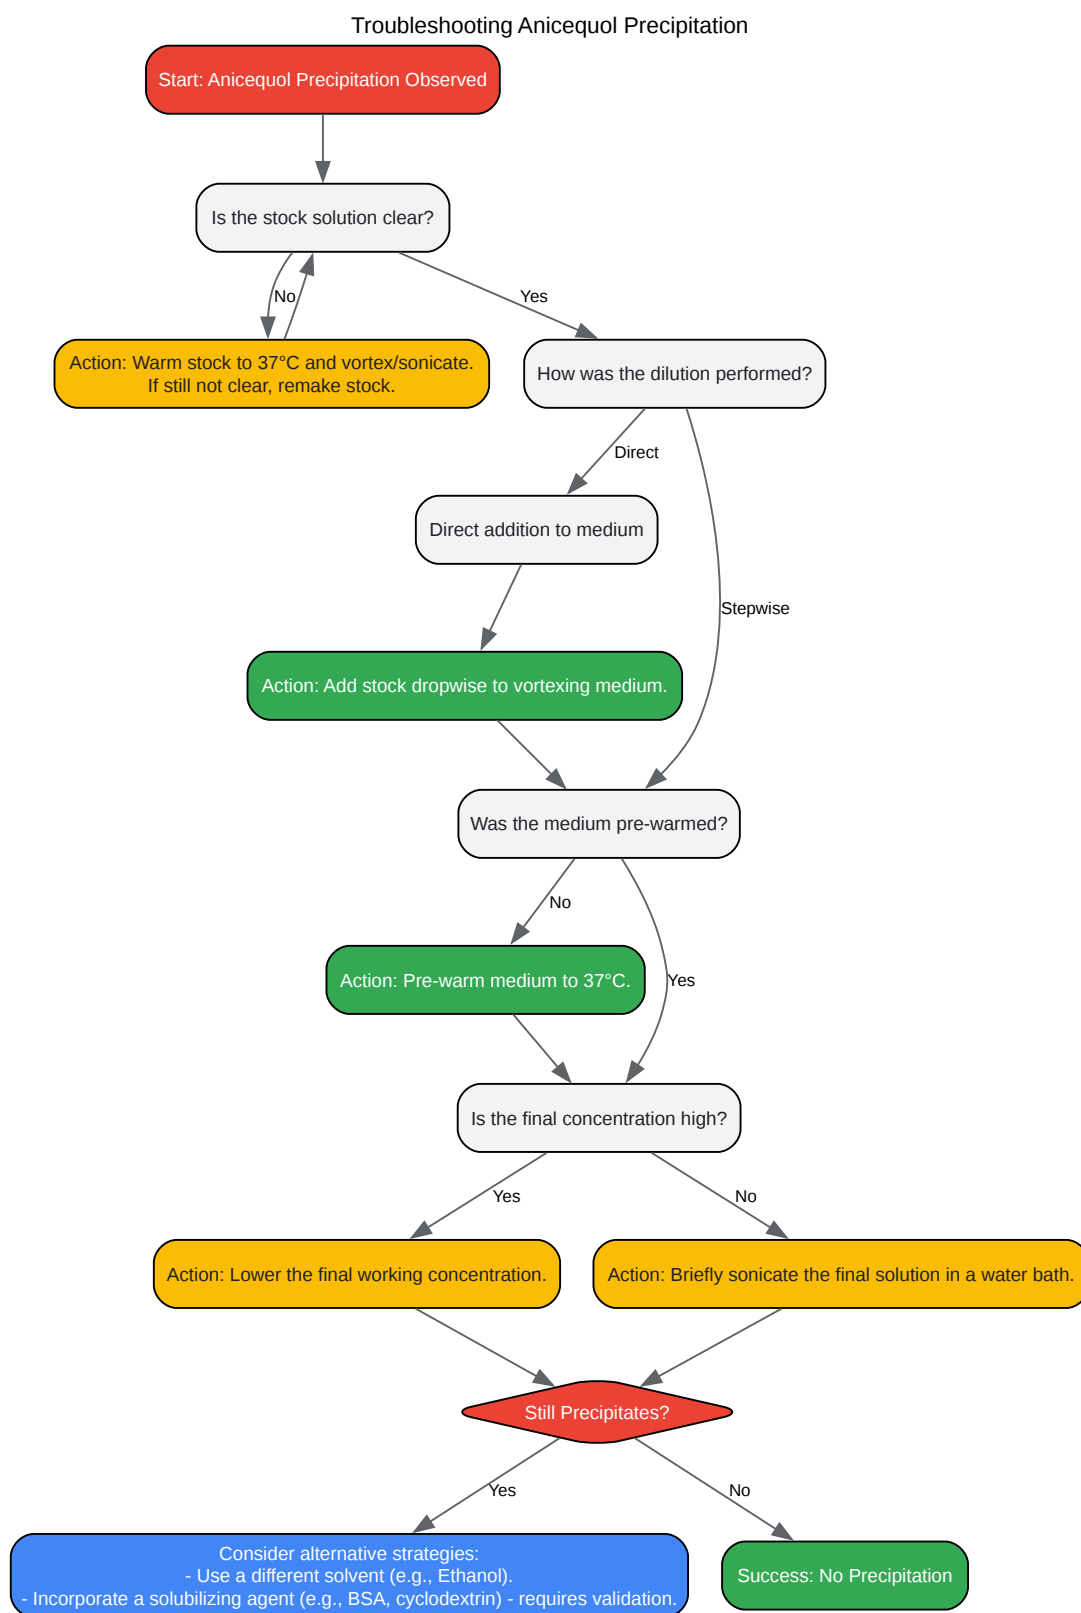 Troubleshooting Anicequol Precipitation
Start: Anicequol Precipitation Observed
Is the stock solution clear?
No
Yes
Action: Warm stock to 37°C and vortex/sonicate.
If still not clear, remake stock.
How was the dilution performed?
Direct
Direct addition to medium
Stepwise
Action: Add stock dropwise to vortexing medium.
Was the medium pre-warmed?
No
Action: Pre-warm medium to 37°C.
Yes
Is the final concentration high?
Yes
No
Action: Lower the final working concentration.
Action: Briefly sonicate the final solution in a water bath.
Still Precipitates?
Yes
No
Consider alternative strategies:
- Use a different solvent (e.g., Ethanol).
- Incorporate a solubilizing agent (e.g., BSA, cyclodextrin) - requires validation.
Success: No Precipitation